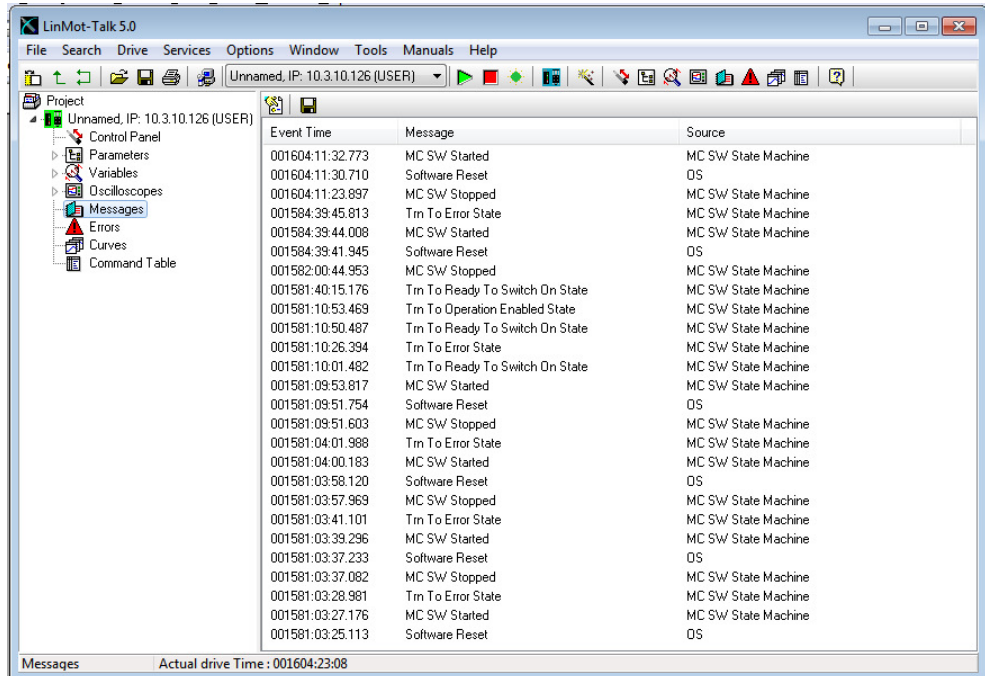 LinMot-Talk 5.0
File Search Drive Services Options Window Tools Manuals Help
Unnamed, IP: 10.3.10.126 (USER)
Project
Unnamed, IP: 10.3.10.126 (USER)
Control Panel
Parameters
Variables
Oscilloscopes
Messages
Errors
Curves
Command Table
Event Time Message Source
001604:11:32.773 MC SW Started MC SW State Machine
001604:11:30.710 Software Reset OS
001604:11:23.897 MC SW Stopped MC SW State Machine
001584:39:45.813 Trn To Error State MC SW State Machine
001584:39:44.008 MC SW Started MC SW State Machine
001584:39:41.945 Software Reset OS
001582:00:44.953 MC SW Stopped MC SW State Machine
001581:40:15.176 Trn To Ready To Switch On State MC SW State Machine
001581:10:53.469 Trn To Operation Enabled State MC SW State Machine
001581:10:50.487 Trn To Ready To Switch On State MC SW State Machine
001581:10:26.394 Trn To Error State MC SW State Machine
001581:10:01.482 Trn To Ready To Switch On State MC SW State Machine
001581:09:53.817 MC SW Started MC SW State Machine
001581:09:51.754 Software Reset OS
001581:09:51.603 MC SW Stopped MC SW State Machine
001581:04:01.988 Trn To Error State MC SW State Machine
001581:04:00.183 MC SW Started MC SW State Machine
001581:03:58.120 Software Reset OS
001581:03:57.969 MC SW Stopped MC SW State Machine
001581:03:41.101 Trn To Error State MC SW State Machine
001581:03:39.296 MC SW Started MC SW State Machine
001581:03:37.233 Software Reset OS
001581:03:37.082 MC SW Stopped MC SW State Machine
001581:03:28.981 Trn To Error State MC SW State Machine
001581:03:27.176 MC SW Started MC SW State Machine
001581:03:25.113 Software Reset OS
Messages Actual drive Time : 001604:23:08